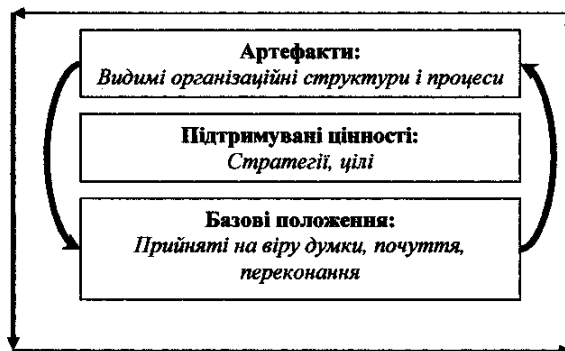 Артефакти:
Видимі організаційні структури і процеси
Підтримувані цінності:
Стратегії, цілі
Базові положення:
Прийняті на віру думки, почуття,
переконання